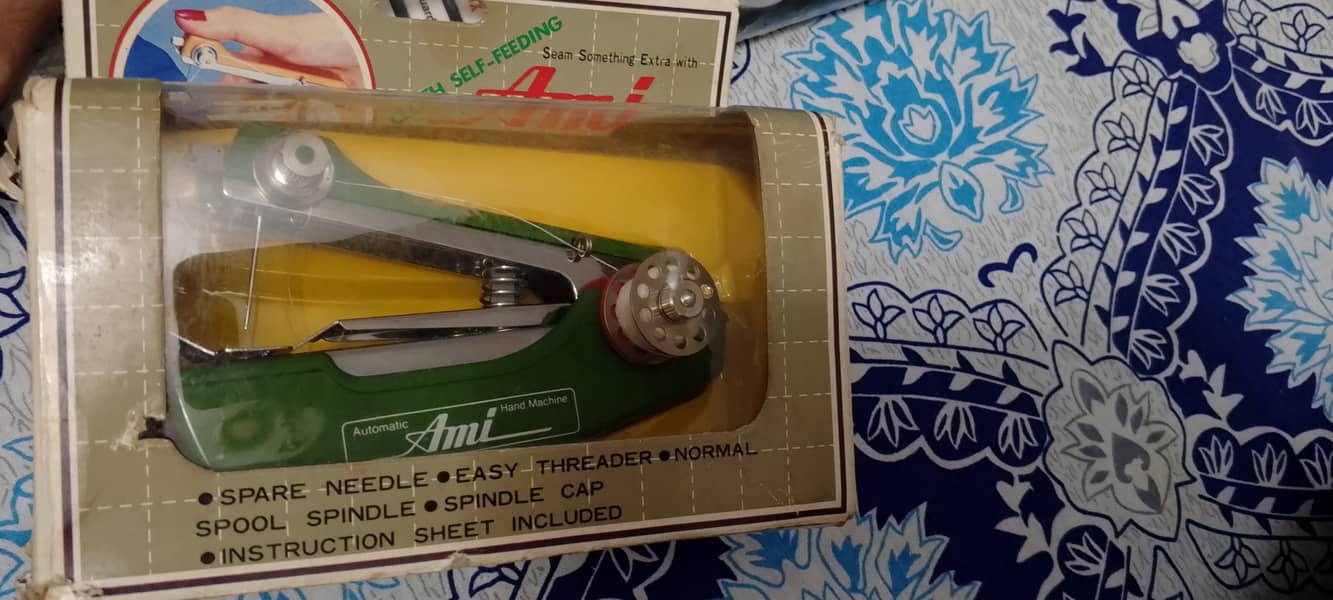 SELF-FEEDING
Seam Something Extra with
Ami
Automatic Ami Hand Machine
● SPARE NEEDLE ● EASY THREADER ● NORMAL
SPOOL SPINDLE ● SPINDLE CAP
● INSTRUCTION SHEET INCLUDED